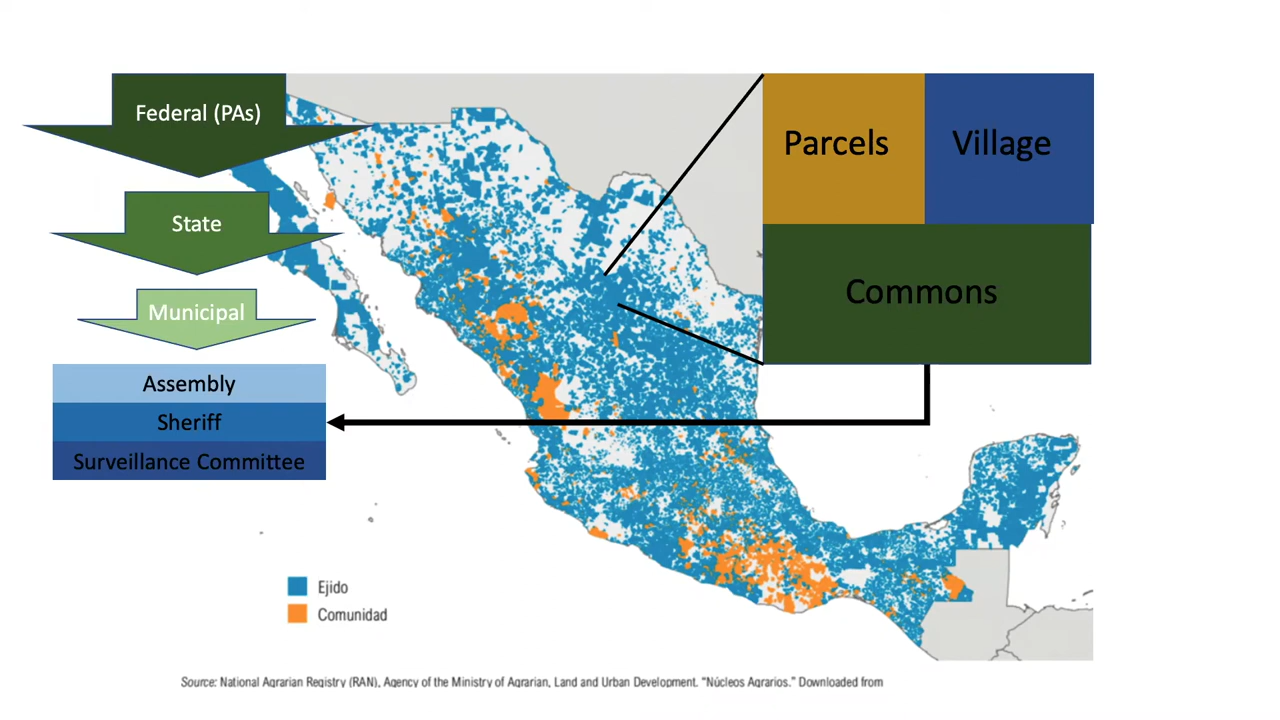 Federal (PAs)
State
Municipal
Assembly
Sheriff
Surveillance Committee
Parcels
Village
Commons
Ejido
Comunidad
Source: National Agrarian Registry (RAN), Agency of the Ministry of Agrarian, Land and Urban Development. "Núcleos Agrarios." Downloaded from